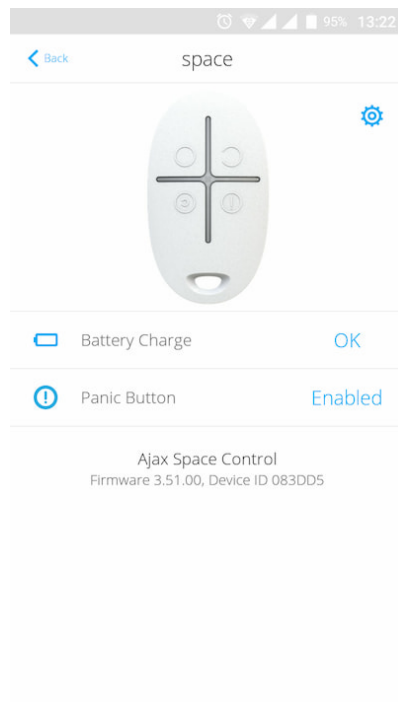 95% 13:22
Back
space
Battery Charge OK
Panic Button Enabled
Ajax Space Control
Firmware 3.51.00, Device ID 083DD5